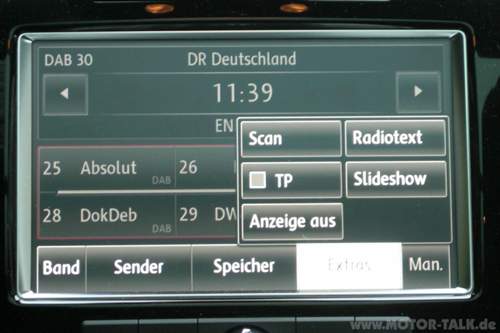 DAB 30 DR Deutschland
11:39
EN
Scan Radiotext
25 Absolut DAB 26
TP Slideshow
28 DokDeb DAB 29 DW
Anzeige aus
Band Sender Speicher Extras Man.
www.MOTOR-TALK.de